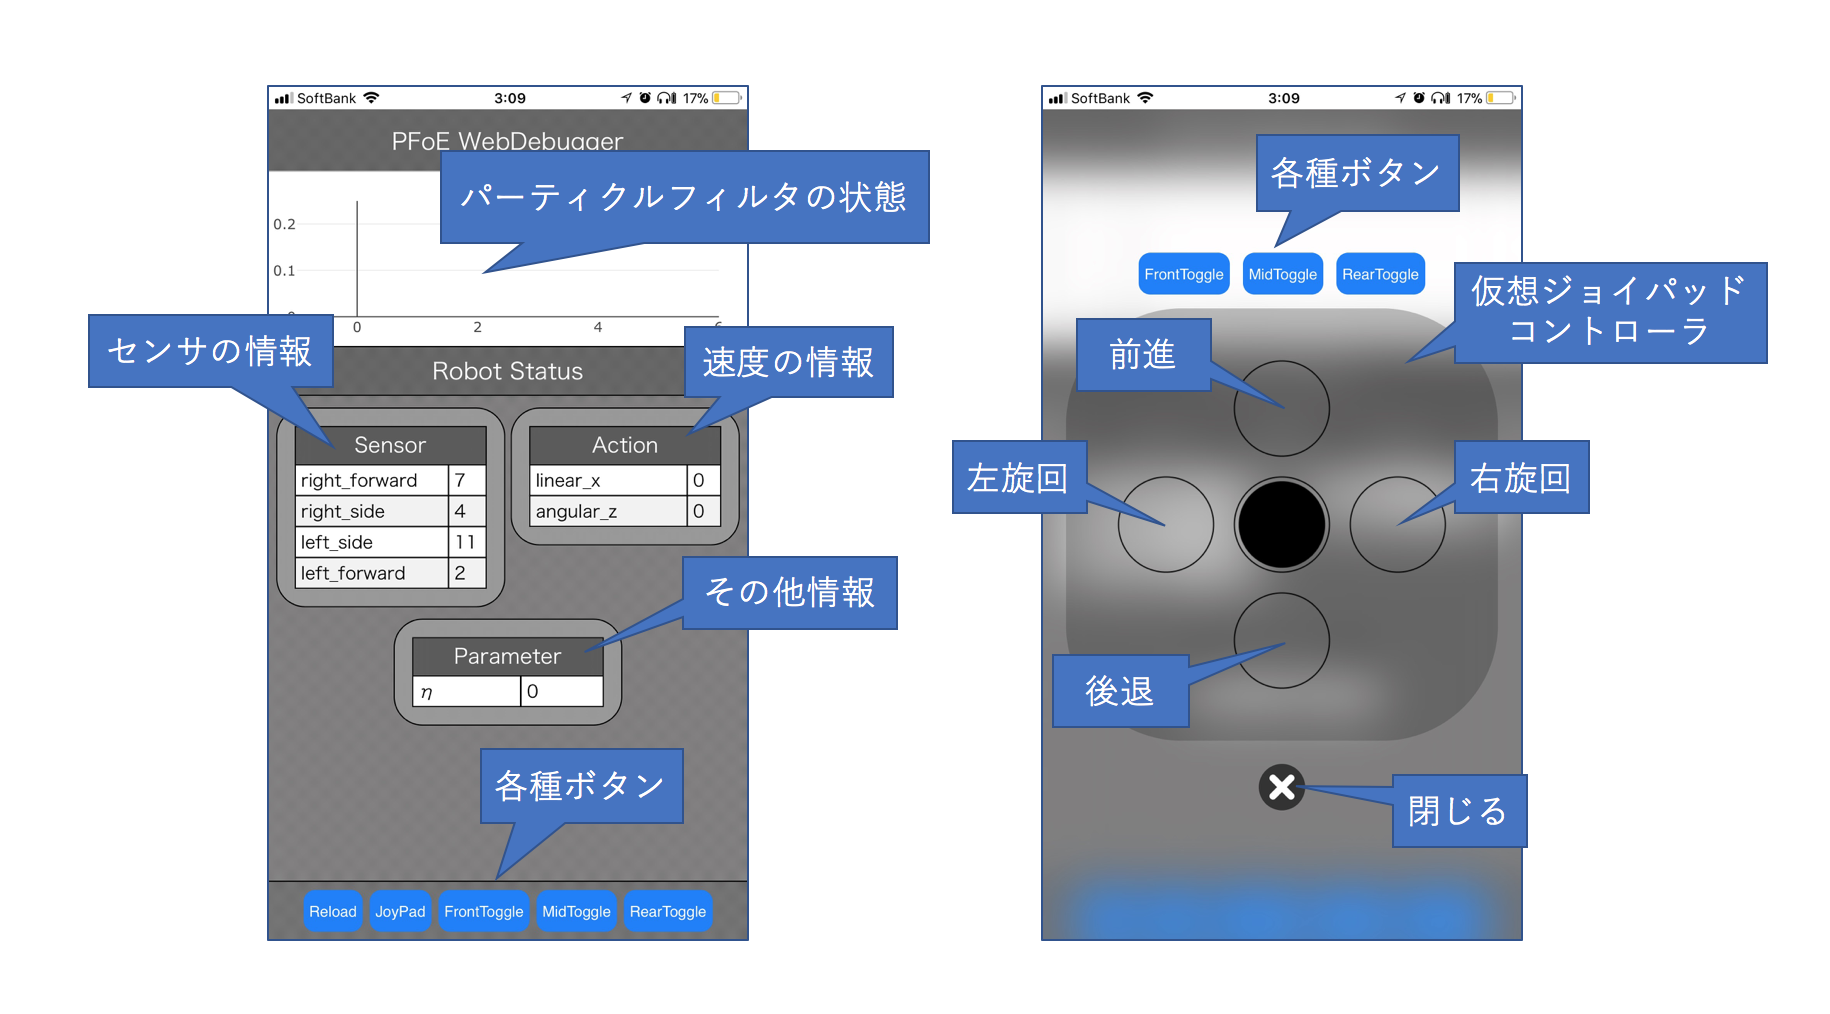 SoftBank
3:09
17%
PFoE WebDebugger
パーティクルフィルタの状態
0.2
0.1
0
0
2
4
6
センサの情報
速度の情報
Robot Status
Sensor
right_forward 7
right_side 4
left_side 11
left_forward 2
Action
linear_x 0
angular_z 0
その他情報
Parameter
η 0
各種ボタン
Reload
JoyPad
FrontToggle
MidToggle
RearToggle
SoftBank
3:09
17%
各種ボタン
FrontToggle
MidToggle
RearToggle
仮想ジョイパッド
コントローラ
前進
左旋回
右旋回
後退
閉じる